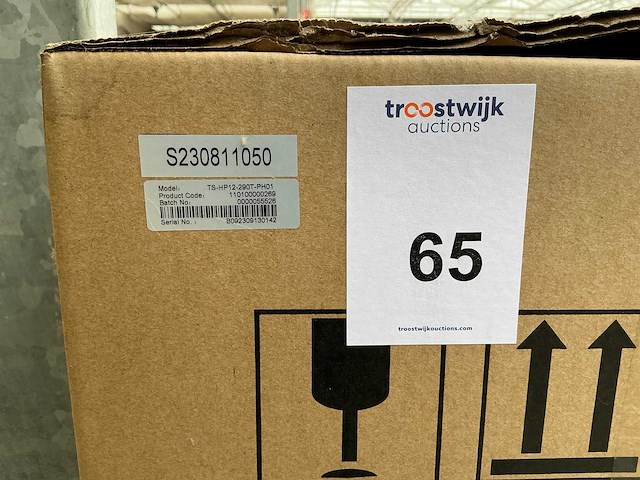 troostwijk
auctions
S230811050
Model: TS-HP12-290T-PH01
Product Code: 110100000269
Batch No: 0000055526
Serial No.: B092309130142
65
troostwijkauctions.com